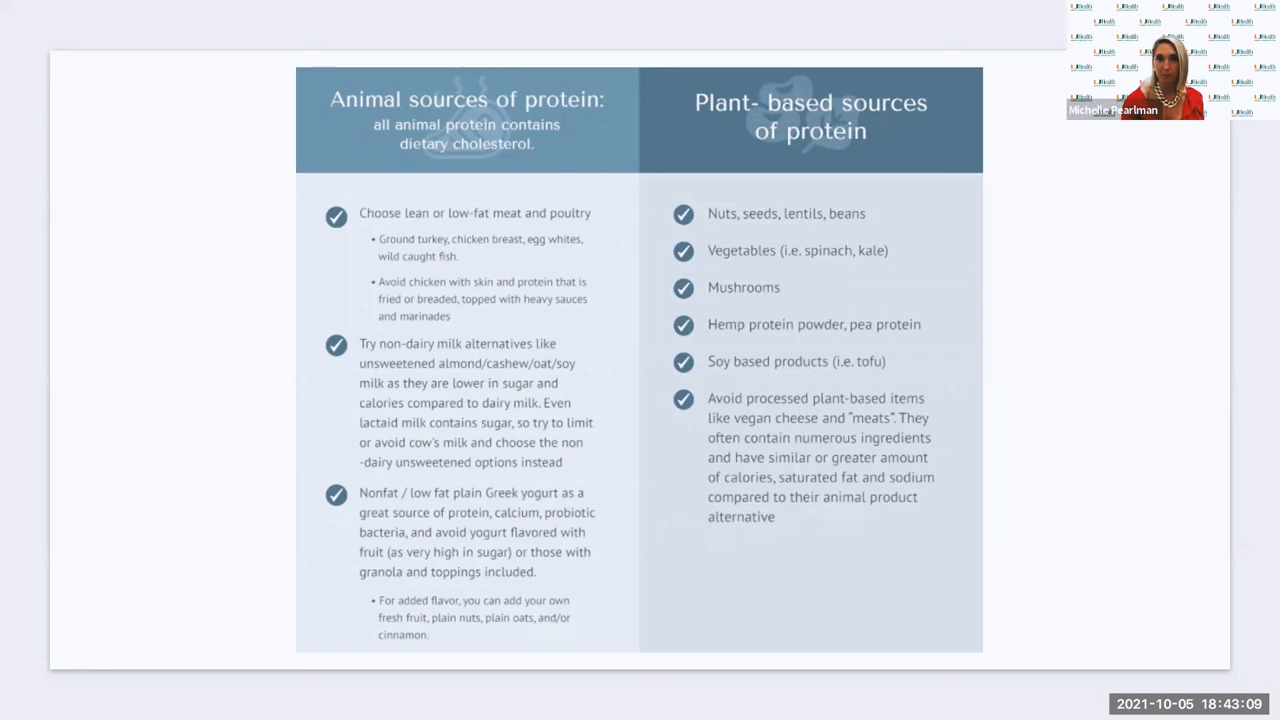 Animal sources of protein:
all animal protein contains
dietary cholesterol.
Choose lean or low-fat meat and poultry
• Ground turkey, chicken breast, egg whites,
wild caught fish.
• Avoid chicken with skin and protein that is
fried or breaded, topped with heavy sauces
and marinades
Try non-dairy milk alternatives like
unsweetened almond/cashew/oat/soy
milk as they are lower in sugar and
calories compared to dairy milk. Even
lactaid milk contains sugar, so try to limit
or avoid cow's milk and choose the non
-dairy unsweetened options instead
Nonfat / low fat plain Greek yogurt as a
great source of protein, calcium, probiotic
bacteria, and avoid yogurt flavored with
fruit (as very high in sugar) or those with
granola and toppings included.
• For added flavor, you can add your own
fresh fruit, plain nuts, plain oats, and/or
cinnamon.
Plant- based sources
of protein
Nuts, seeds, lentils, beans
Vegetables (i.e. spinach, kale)
Mushrooms
Hemp protein powder, pea protein
Soy based products (i.e. tofu)
Avoid processed plant-based items
like vegan cheese and “meats”. They
often contain numerous ingredients
and have similar or greater amount
of calories, saturated fat and sodium
compared to their animal product
alternative
UHealth
Michelle Pearlman
2021-10-05 18:43:09